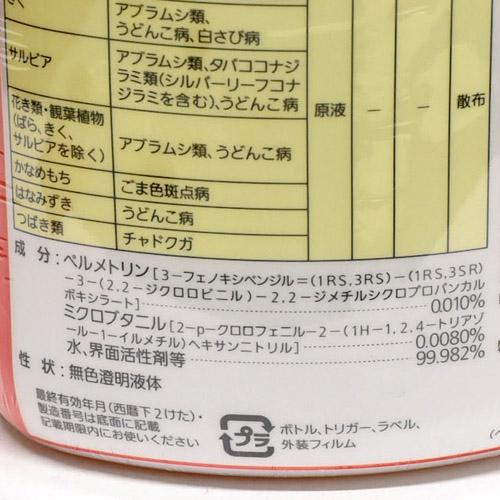 きく
アブラムシ類、
うどんこ病、白さび病
サルビア
アブラムシ類、タバココナジ
ラミ類(シルバーリーフコナ
ジラミを含む)、うどんこ病
花き類・観葉植物
(ばら、きく、
サルビアを除く)
アブラムシ類、うどんこ病
かなめもち
ごま色斑点病
はなみずき
うどんこ病
つばき類
チャドクガ
原液
―
―
散布
成 分:ペルメトリン[3-フェノキシベンジル=(1RS,3RS)-(1RS,3SR)
-3-(2,2-ジクロロビニル)-2,2-ジメチルシクロプロパンカル
ボキシラート]……0.010%
ミクロブタニル[2-p-クロロフェニル-2-(1H-1,2,4-トリアゾ
ール-1-イルメチル)ヘキサンニトリル]……0.0080%
水、界面活性剤等……99.982%
性 状:無色澄明液体
最終有効年月(西暦下2けた)・
製造番号は底面に記載
記載期限内にお使いください
プラ
ボトル、トリガー、ラベル、
外装フィルム